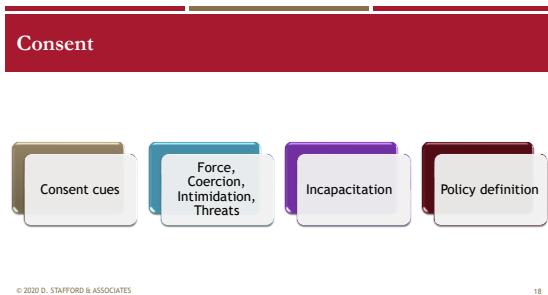 Consent
Consent cues
Force,
Coercion,
Intimidation,
Threats
Incapacitation
Policy definition
© 2020 D. STAFFORD & ASSOCIATES
18